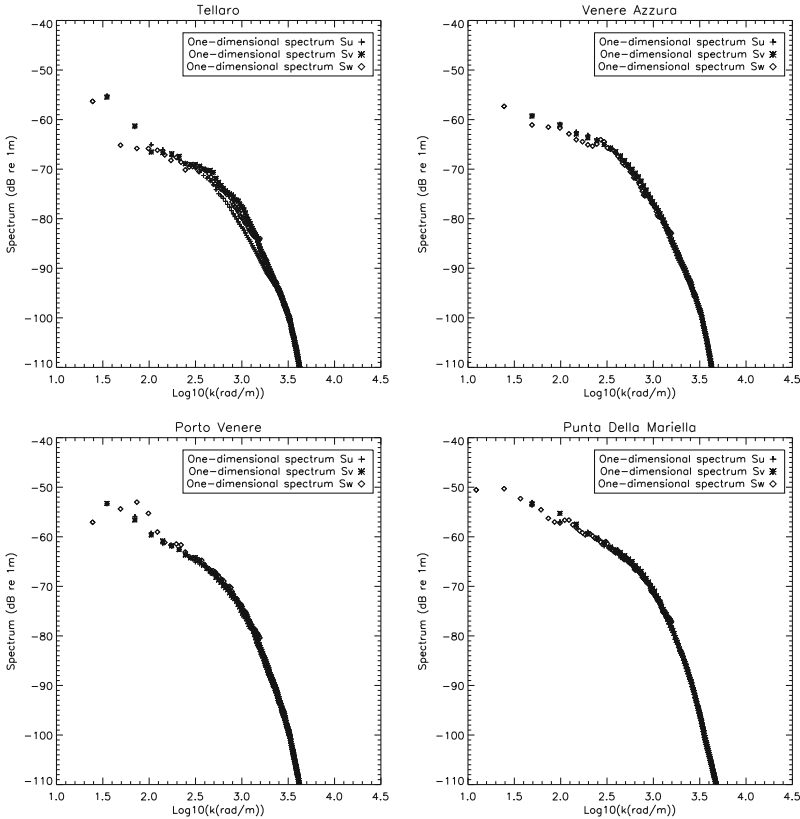 Tellaro
One-dimensional spectrum Su +
One-dimensional spectrum Sv ✱
One-dimensional spectrum Sw ◇
-40
-50
-60
-70
-80
-90
-100
-110
Spectrum (dB re 1m)
1.0 1.5 2.0 2.5 3.0 3.5 4.0 4.5
Log10(k(rad/m))
Venere Azzura
One-dimensional spectrum Su +
One-dimensional spectrum Sv ✱
One-dimensional spectrum Sw ◇
-40
-50
-60
-70
-80
-90
-100
-110
Spectrum (dB re 1m)
1.0 1.5 2.0 2.5 3.0 3.5 4.0 4.5
Log10(k(rad/m))
Porto Venere
One-dimensional spectrum Su +
One-dimensional spectrum Sv ✱
One-dimensional spectrum Sw ◇
-40
-50
-60
-70
-80
-90
-100
-110
Spectrum (dB re 1m)
1.0 1.5 2.0 2.5 3.0 3.5 4.0 4.5
Log10(k(rad/m))
Punta Della Mariella
One-dimensional spectrum Su +
One-dimensional spectrum Sv ✱
One-dimensional spectrum Sw ◇
-40
-50
-60
-70
-80
-90
-100
-110
Spectrum (dB re 1m)
1.0 1.5 2.0 2.5 3.0 3.5 4.0 4.5
Log10(k(rad/m))